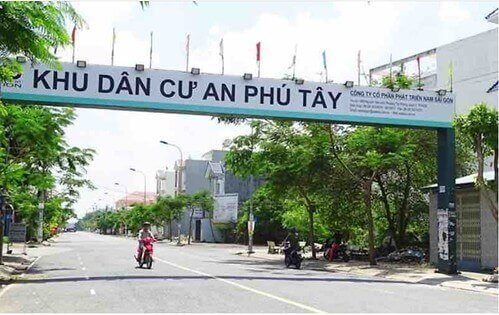 KHU DÂN CƯ AN PHÚ TÂY
CÔNG TY CỔ PHẦN PHÁT TRIỂN NAM SÀI GÒN